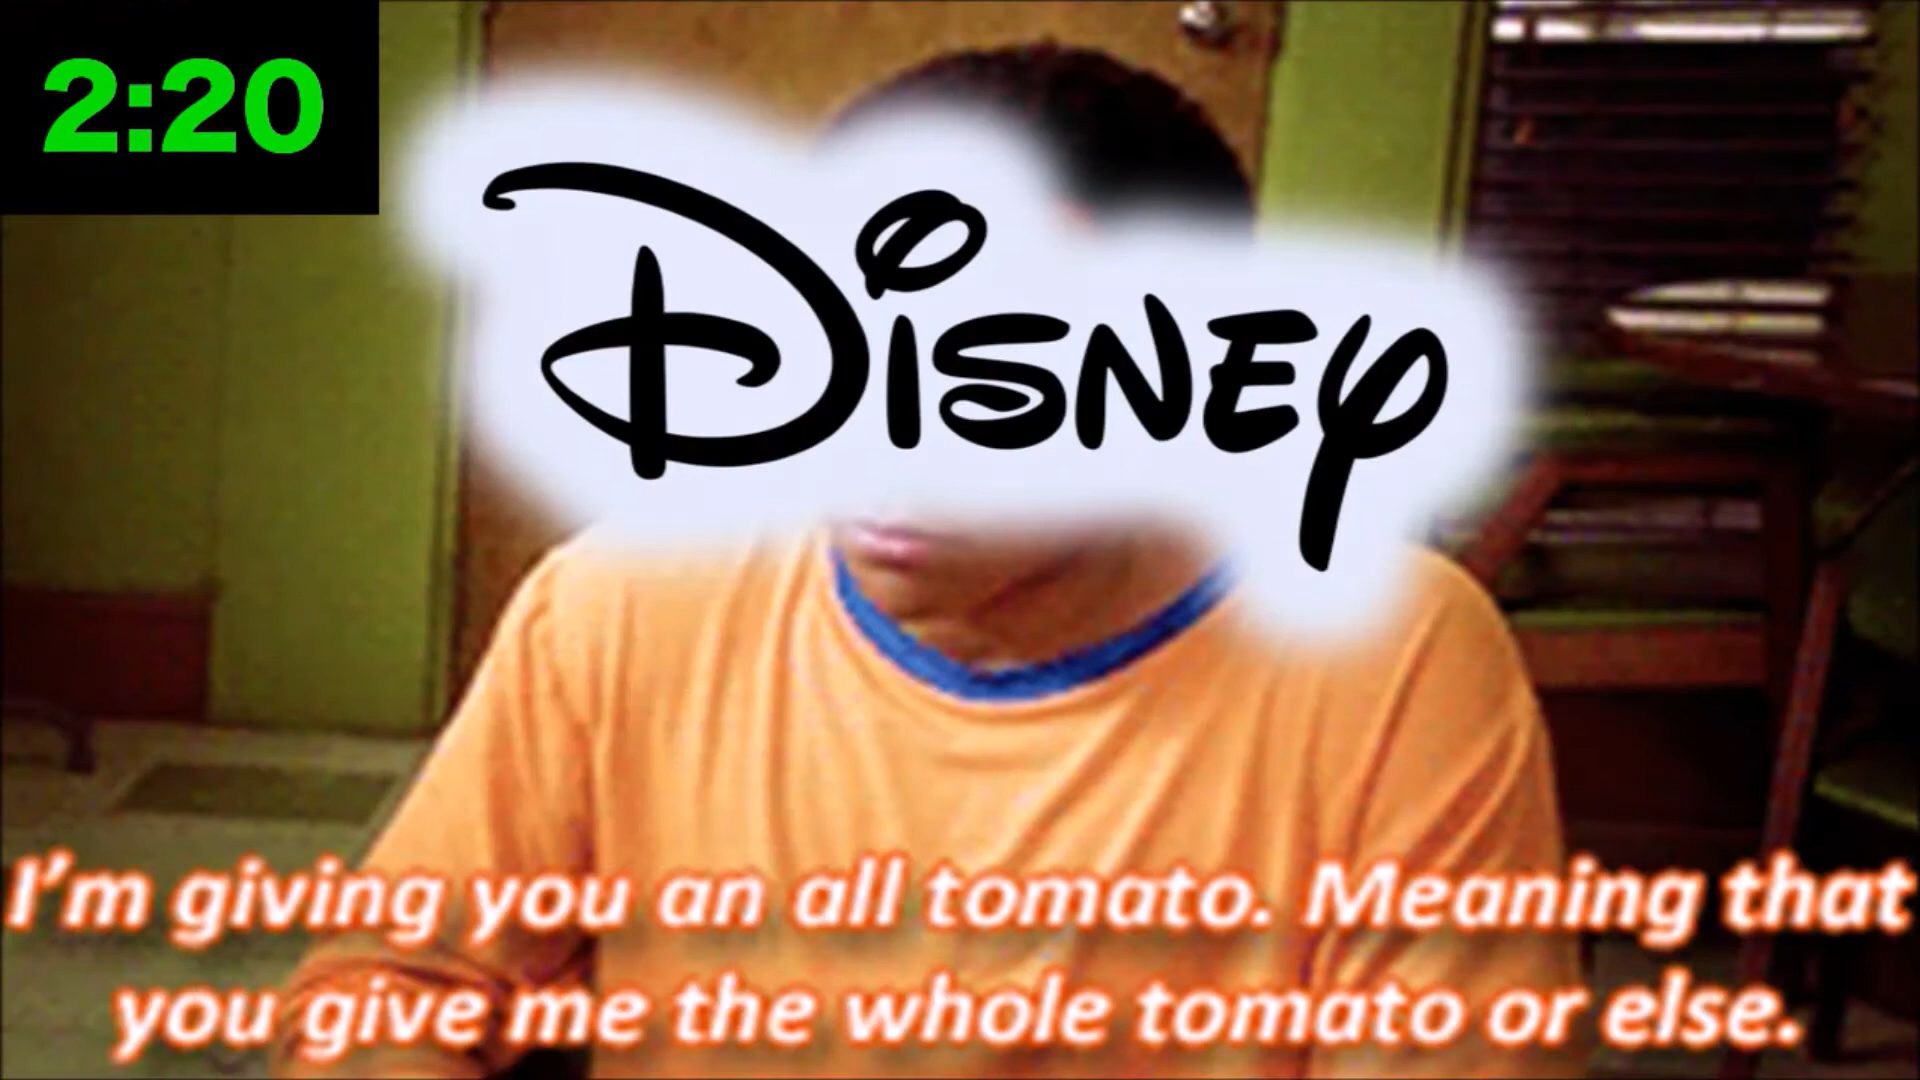 2:20
Disney
I'm giving you an all tomato. Meaning that
you give me the whole tomato or else.